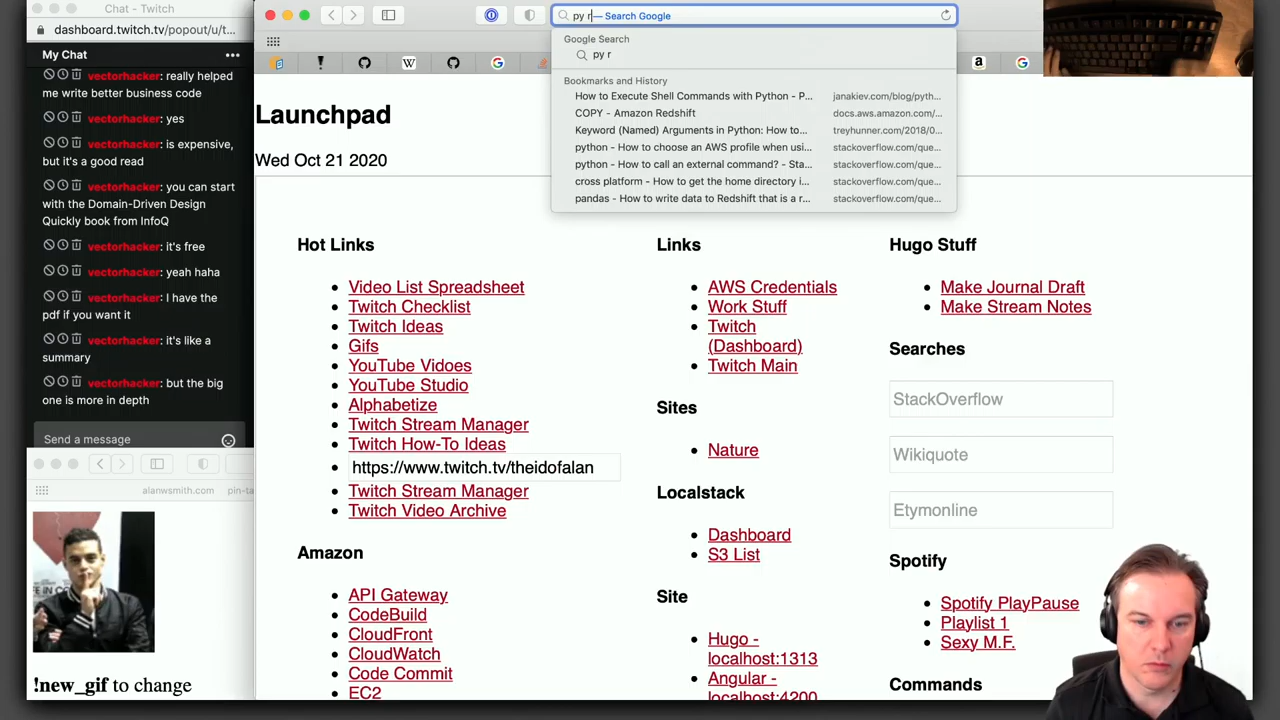 Chat - Twitch
dashboard.twitch.tv/popout/u/t...
My Chat
vectorhacker: really helped
me write better business
code
vectorhacker: yes
vectorhacker: is expensive,
but it's a good read
vectorhacker: you can start
with the Domain-Driven Design
Quickly book from InfoQ
vectorhacker: it's free
vectorhacker: yeah haha
vectorhacker: I have the
pdf if you want it
vectorhacker: it's like a
summary
vectorhacker: but the big
one is more in depth
Send a message
alanwsmith.com
pin-ta
!new_gif to change
py r — Search Google
Google Search
py r
Bookmarks and History
How to Execute Shell Commands with Python - P... janakiev.com/blog/pyth...
COPY - Amazon Redshift docs.aws.amazon.com/...
Keyword (Named) Arguments in Python: How to... treyhunner.com/2018/0...
python - How to choose an AWS profile when usi... stackoverflow.com/que...
python - How to call an external command? - Sta... stackoverflow.com/que...
cross platform - How to get the home directory i... stackoverflow.com/que...
pandas - How to write data to Redshift that is a r... stackoverflow.com/que...
Launchpad
Wed Oct 21 2020
Hot Links
Video List Spreadsheet
Twitch Checklist
Twitch Ideas
Gifs
YouTube Vidoes
YouTube Studio
Alphabetize
Twitch Stream Manager
Twitch How-To Ideas
https://www.twitch.tv/theidofalan
Twitch Stream Manager
Twitch Video Archive
Amazon
API Gateway
CodeBuild
CloudFront
CloudWatch
Code Commit
EC2
Links
AWS Credentials
Work Stuff
Twitch
(Dashboard)
Twitch Main
Sites
Nature
Localstack
Dashboard
S3 List
Site
Hugo -
localhost:1313
Angular -
localhost:4200
Hugo Stuff
Make Journal Draft
Make Stream Notes
Searches
StackOverflow
Wikiquote
Etymonline
Spotify
Spotify PlayPause
Playlist 1
Sexy M.F.
Commands